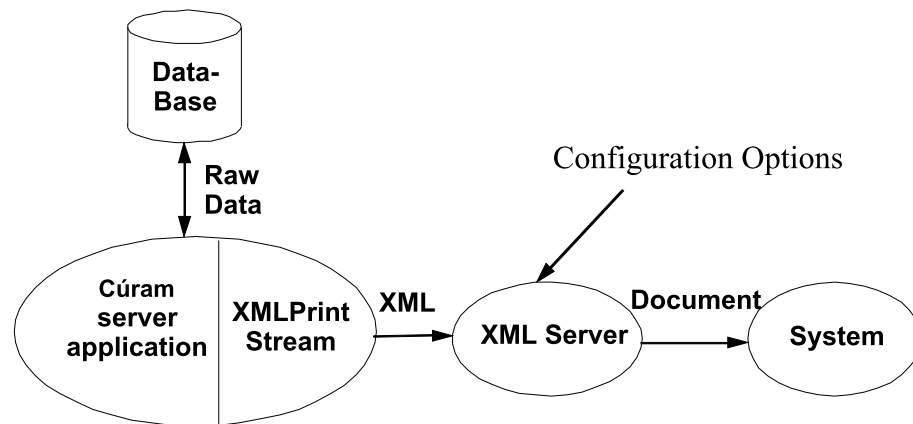 Data-
Base
Raw
Data
Configuration Options
Cúram
server
application
XMLPrint
Stream
XML
XML Server
Document
System